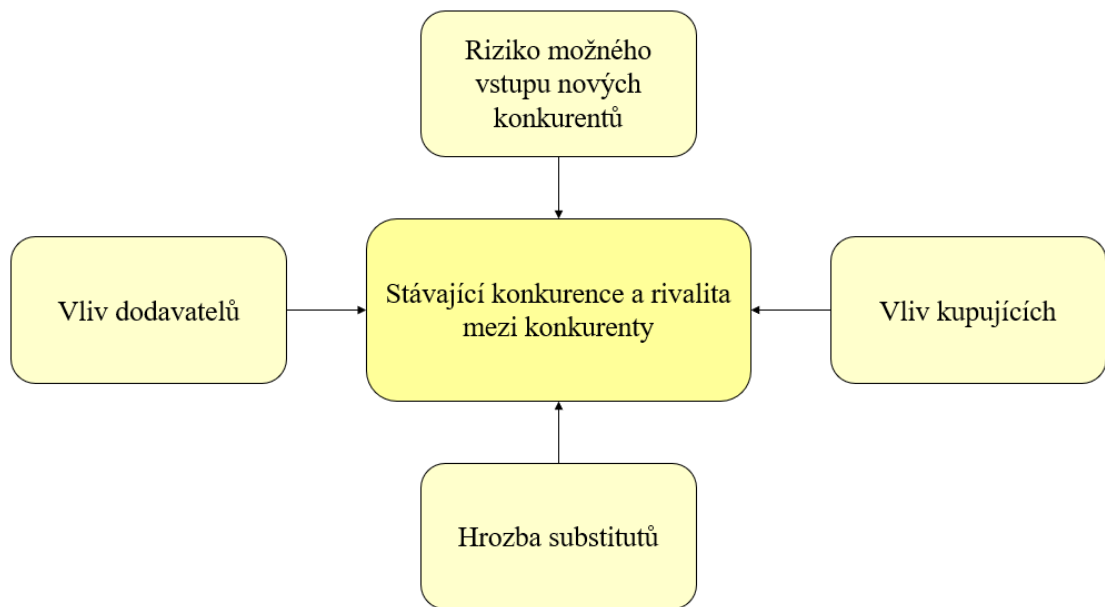 Riziko možného
vstupu nových
konkurentů
Vliv dodavatelů
Stávající konkurence a rivalita
mezi konkurenty
Vliv kupujících
Hrozba substitutů